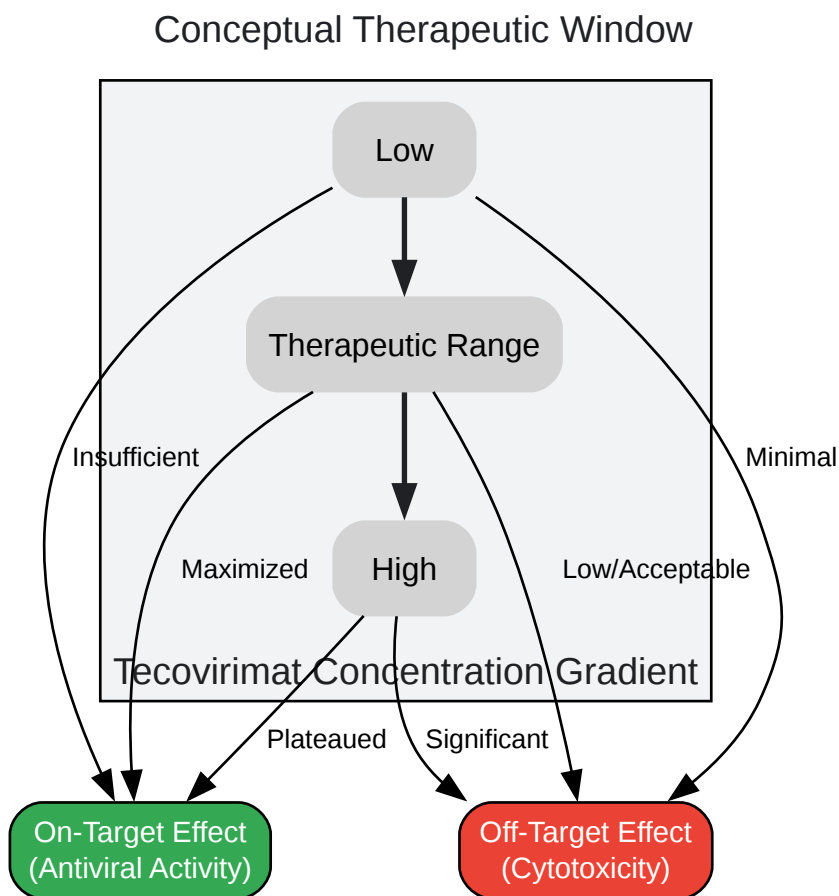 Conceptual Therapeutic Window
Low
Therapeutic Range
Insufficient
Minimal
Maximized
High
Low/Acceptable
Tecovirimat Concentration Gradient
Plateaued
Significant
On-Target Effect
(Antiviral Activity)
Off-Target Effect
(Cytotoxicity)